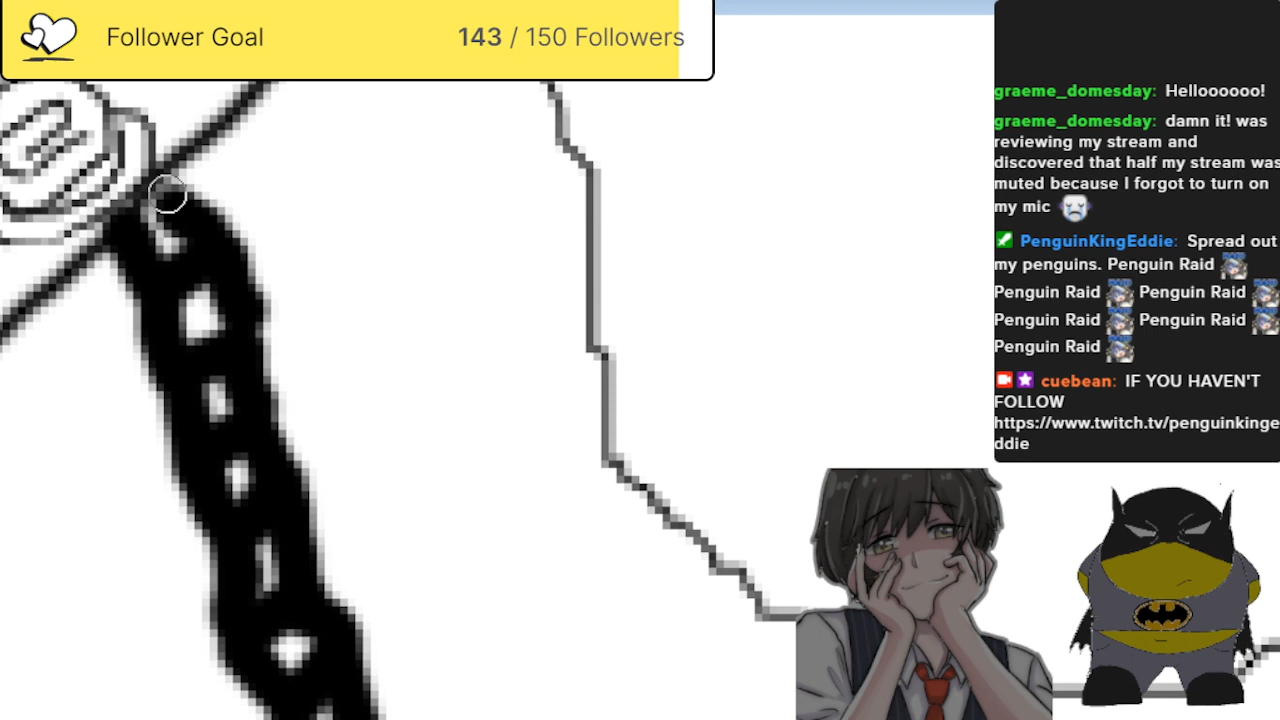 Follower Goal
143 / 150 Followers
graeme_domesday: Helloooooo!
graeme_domesday: damn it! was
reviewing my stream and
discovered that half my stream was
muted because I forgot to turn on
my mic
PenguinKingEddie: Spread out
my penguins. Penguin Raid
Penguin Raid Penguin Raid
Penguin Raid Penguin Raid
Penguin Raid
cuebean: IF YOU HAVEN'T
FOLLOW
https://www.twitch.tv/penguinkinge
ddie